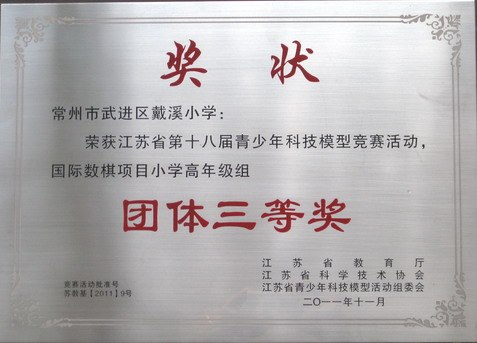 奖状
常州市武进区戴溪小学：
荣获江苏省第十八届青少年科技模型竞赛活动，
国际数棋项目小学高年级组
团体三等奖
江苏省教育厅
江苏省科学技术协会
江苏省青少年科技模型活动组委会
二〇一一年十一月
竞赛活动批准号
苏教基【2011】9号